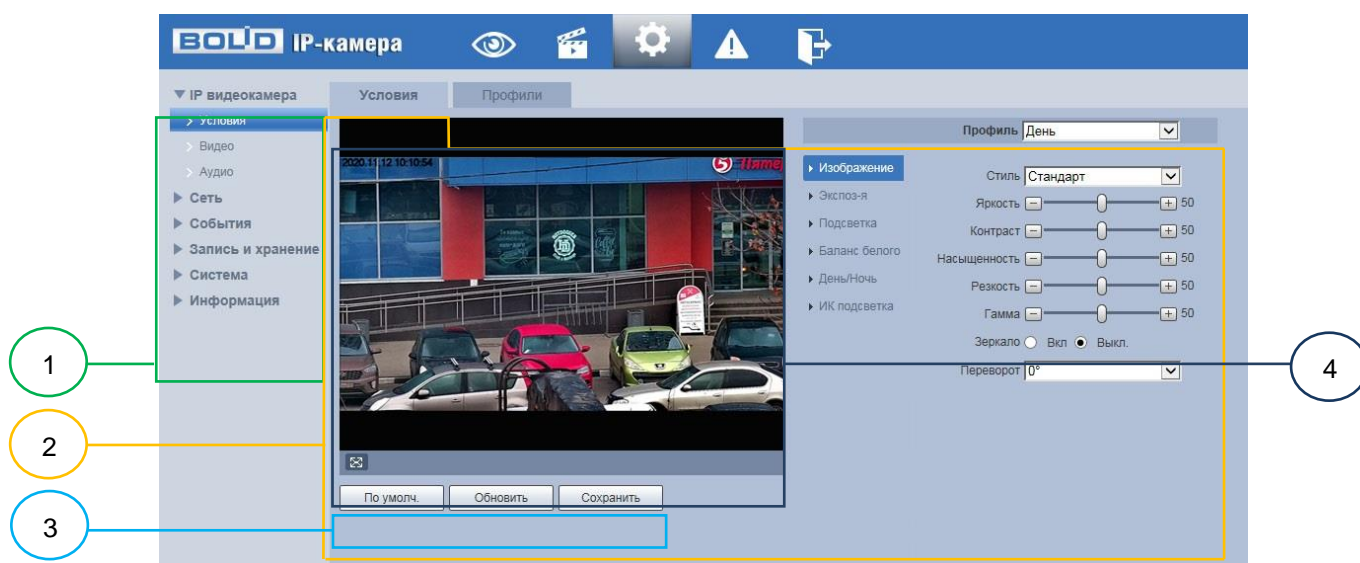 BOLID IP-камера
IP видеокамера
Условия
Видео
Аудио
Сеть
События
Запись и хранение
Система
Информация
Условия
Профили
2020.11.12 10:10:54
5
По умолч.
Обновить
Сохранить
Профиль День
Изображение
Экспоз-я
Подсветка
Баланс белого
День/Ночь
ИК подсветка
Стиль Стандарт
Яркость 50
Контраст 50
Насыщенность 50
Резкость 50
Гамма 50
Зеркало Вкл Выкл.
Переворот 0°
1
2
3
4